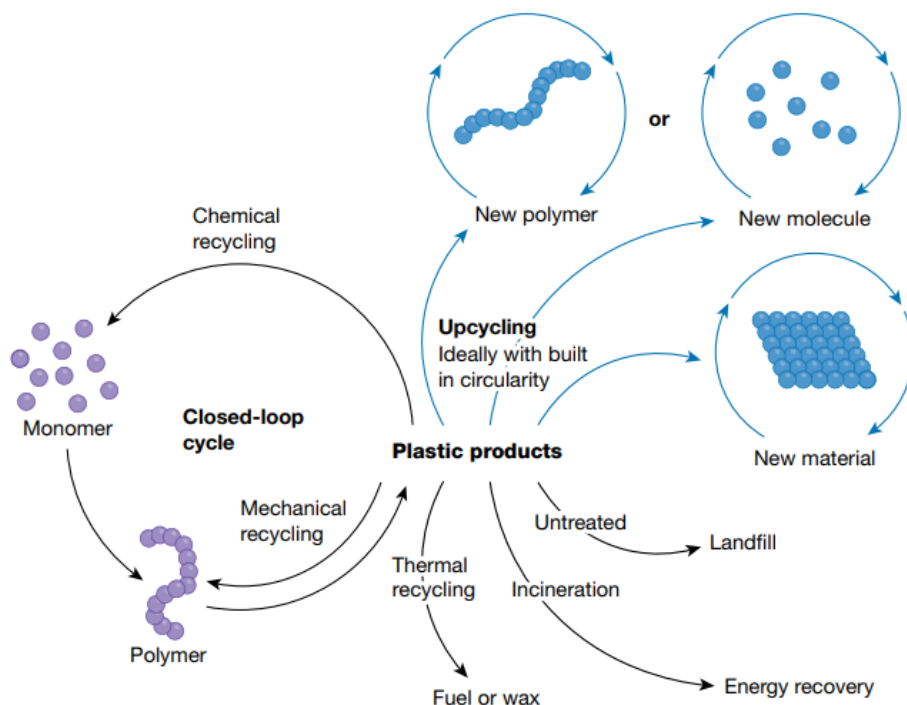 or
New polymer
New molecule
Chemical
recycling
Upcycling
Ideally with built
in circularity
Monomer
Closed-loop
cycle
Plastic products
New material
Mechanical
recycling
Untreated
Landfill
Thermal
recycling
Incineration
Polymer
Fuel or wax
Energy recovery